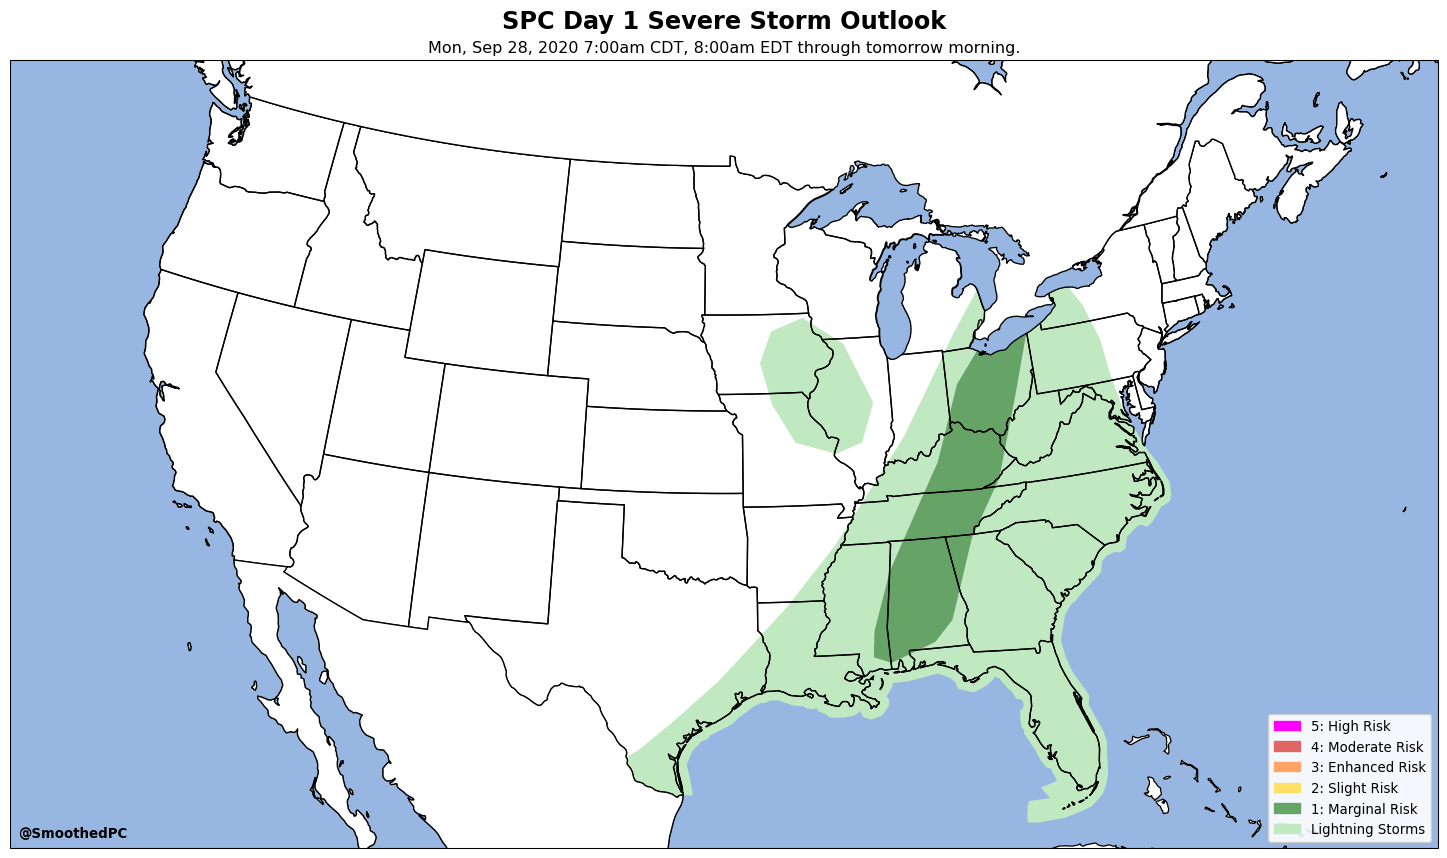 SPC Day 1 Severe Storm Outlook
Mon, Sep 28, 2020 7:00am CDT, 8:00am EDT through tomorrow morning.
5: High Risk
4: Moderate Risk
3: Enhanced Risk
2: Slight Risk
1: Marginal Risk
Lightning Storms
@SmoothedPC